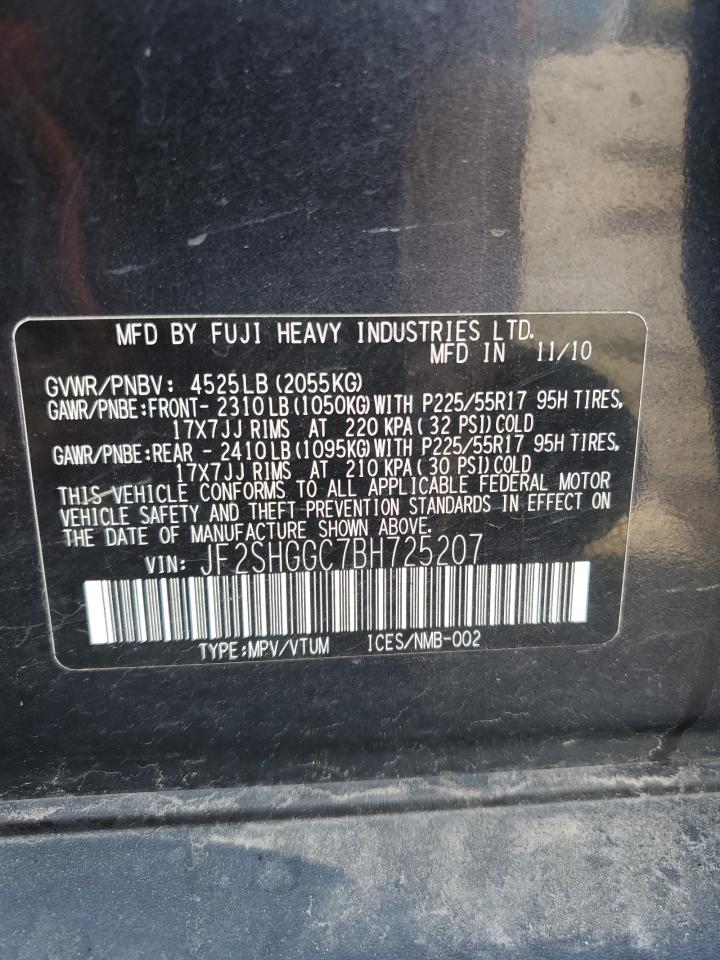 MFD BY FUJI HEAVY INDUSTRIES LTD.
MFD IN 11/10
GVWR/PNBV: 4525LB(2055KG)
GAWR/PNBE:FRONT- 2310LB(1050KG)WITH P225/55R17 95H TIRES,
17X7JJ RIMS AT 220 KPA(32 PSI)COLD
GAWR/PNBE:REAR - 2410LB(1095KG)WITH P225/55R17 95H TIRES,
17X7JJ RIMS AT 210 KPA(30 PSI)COLD
THIS VEHICLE CONFORMS TO ALL APPLICABLE FEDERAL MOTOR
VEHICLE SAFETY AND THEFT PREVENTION STANDARDS IN EFFECT ON
THE DATE OF MANUFACTURE SHOWN ABOVE.
VIN: JF2SHGGC7BH725207
TYPE:MPV/VTUM ICES/NMB-002